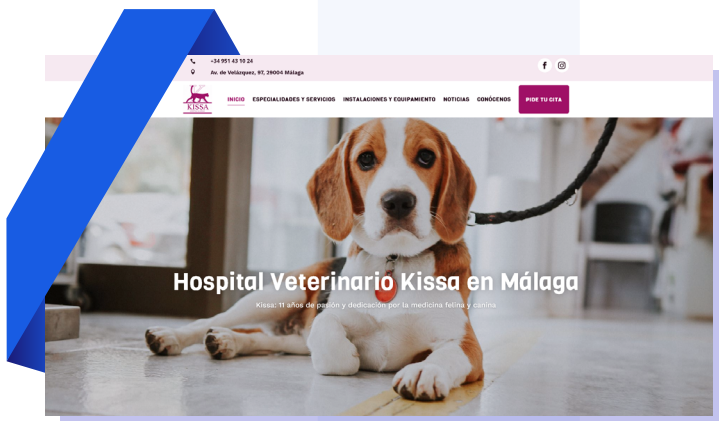 +34 951 43 10 24
Av. de Velázquez, 97, 29004 Málaga
KISSA
INICIO ESPECIALIDADES Y SERVICIOS INSTALACIONES Y EQUIPAMIENTO NOTICIAS CONÓCENOS PIDE TU CITA
Hospital Veterinario Kissa en Málaga
Kissa: 11 años de pasión y dedicación por la medicina felina y canina